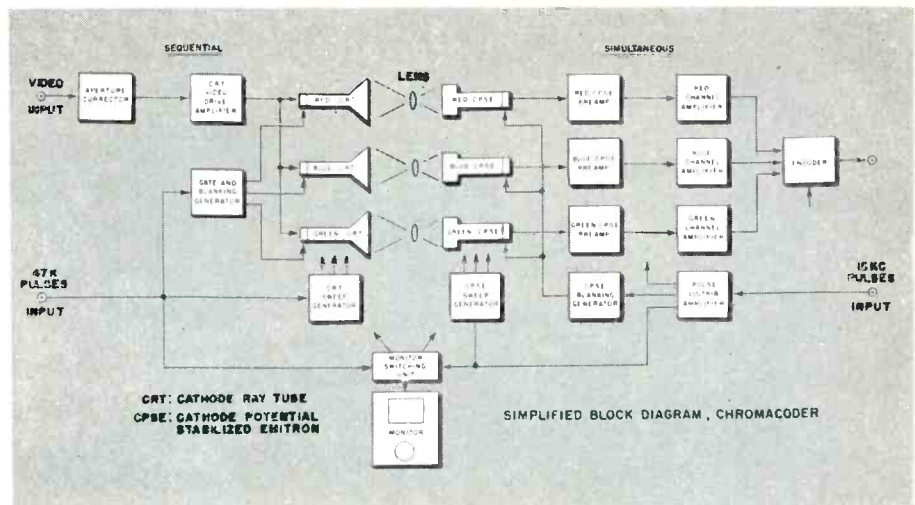 SEQUENTIAL
SIMULTANEOUS
VIDEO
INPUT
APERTURE
CORRECTOR
CRT
VIDEO
DRIVE
AMPLIFIER
RED CRT
LENS
RED CPSE
RED CPSE
PREAMP
RED
CHANNEL
AMPLIFIER
GATE AND
BLANKING
GENERATOR
BLUE CRT
BLUE CPSE
BLUE CPSE
PREAMP
BLUE
CHANNEL
AMPLIFIER
ENCODER
GREEN CRT
GREEN CPSE
GREEN CPSE
PREAMP
GREEN
CHANNEL
AMPLIFIER
47K
PULSES
INPUT
CRT
SWEEP
GENERATOR
CPSE
SWEEP
GENERATOR
CPSE
BLANKING
GENERATOR
PULSE
AMPLIFIER
15KC
PULSES
INPUT
MONITOR
SWITCHING
UNIT
MONITOR
CRT: CATHODE RAY TUBE
CPSE: CATHODE POTENTIAL
STABILIZED EMITRON
SIMPLIFIED BLOCK DIAGRAM, CHROMACODER